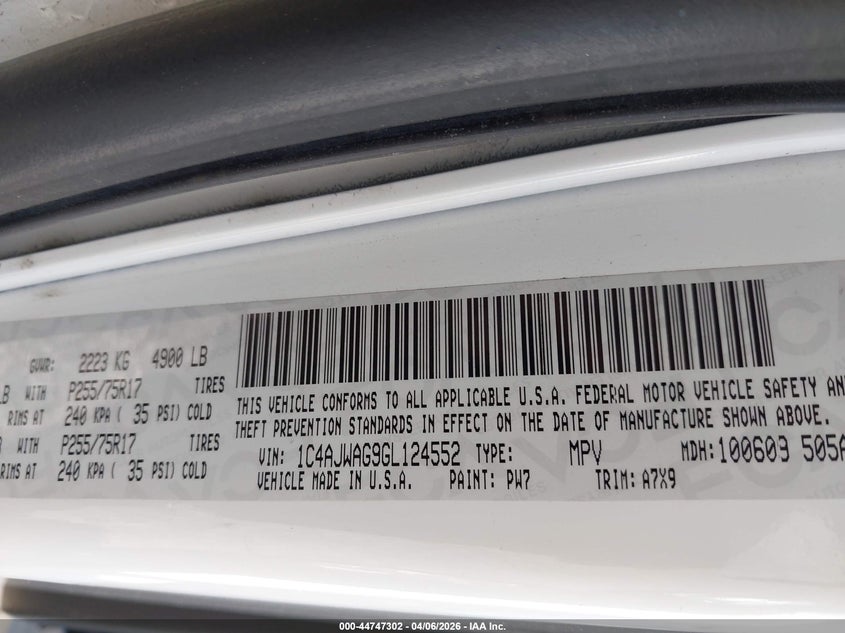 GVWR: 2223 KG 4900 LB
LB WITH P255/75R17 TIRES
RIMS AT 240 KPA ( 35 PSI) COLD
WITH P255/75R17 TIRES
RIMS AT 240 KPA ( 35 PSI) COLD
THIS VEHICLE CONFORMS TO ALL APPLICABLE U.S.A. FEDERAL MOTOR VEHICLE SAFETY AND
THEFT PREVENTION STANDARDS IN EFFECT ON THE DATE OF MANUFACTURE SHOWN ABOVE.
VIN: 1C4AJWAG9GL124552 TYPE: MPV MDH: 100609 505A
VEHICLE MADE IN U.S.A. PAINT: PW7 TRIM: A7X9
000-44747302 - 04/06/2026 - IAA Inc.